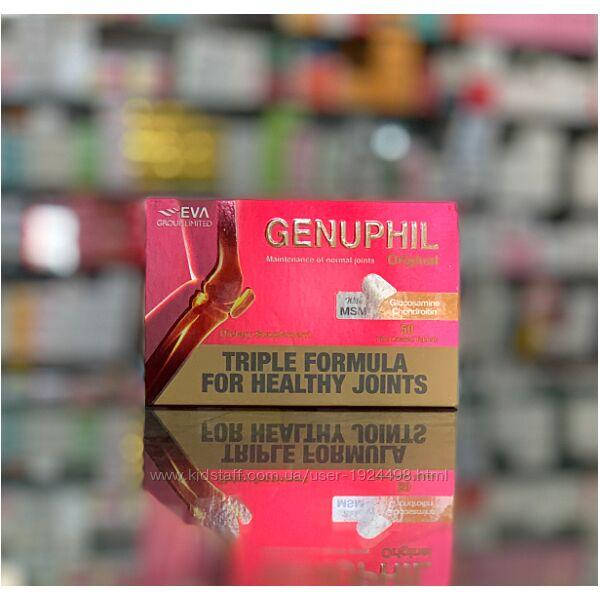 EVA
GROUP LIMITED
GENUPHIL
Original
Maintenance of normal joints
With
MSM
Glucosamine
Chondroitin
50
Dietary Supplement
TRIPLE FORMULA
FOR HEALTHY JOINTS
www.kidstaff.com.ua/user-1924498.html